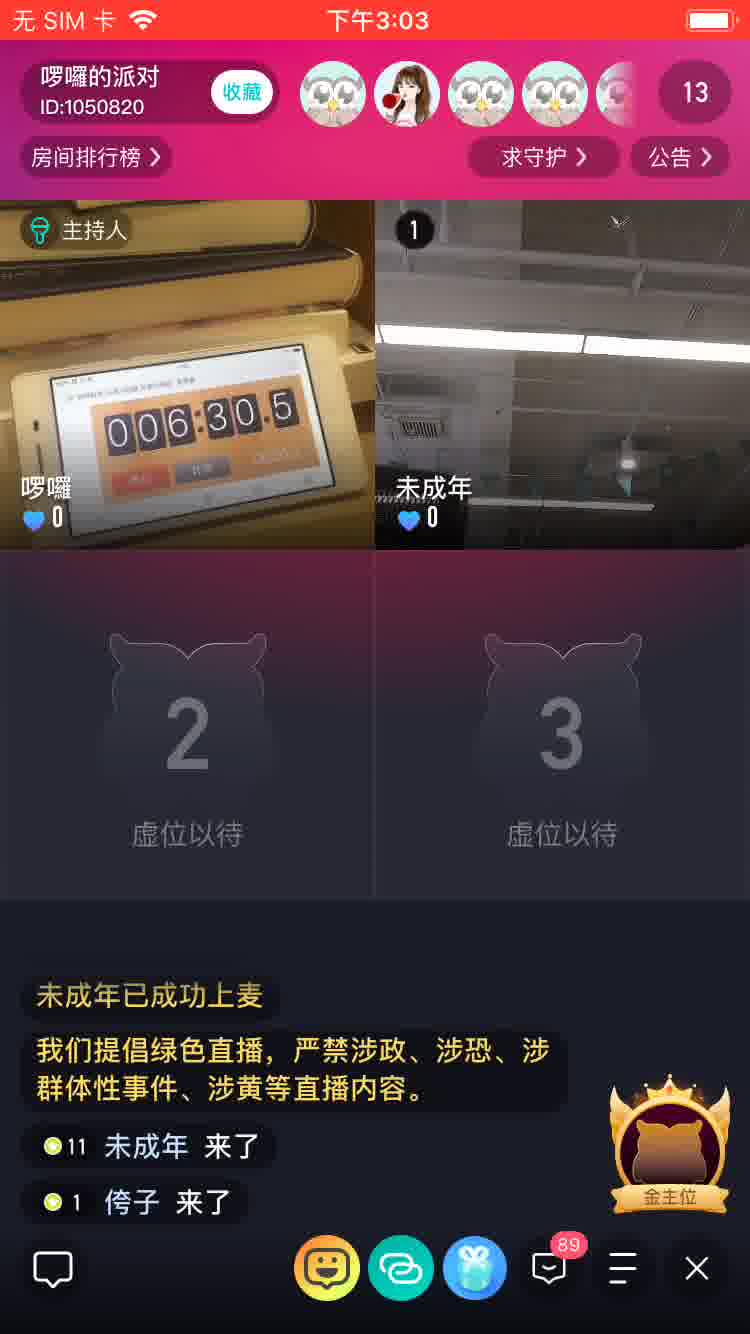 无 SIM 卡
下午3:03
啰囉的派对
ID:1050820
收藏
13
房间排行榜
求守护
公告
主持人
1
006:30.5
啰囉
0
未成年
0
2
3
虚位以待
虚位以待
未成年已成功上麦
我们提倡绿色直播，严禁涉政、涉恐、涉
群体性事件、涉黄等直播内容。
11 未成年 来了
1 侉子 来了
金主位
89